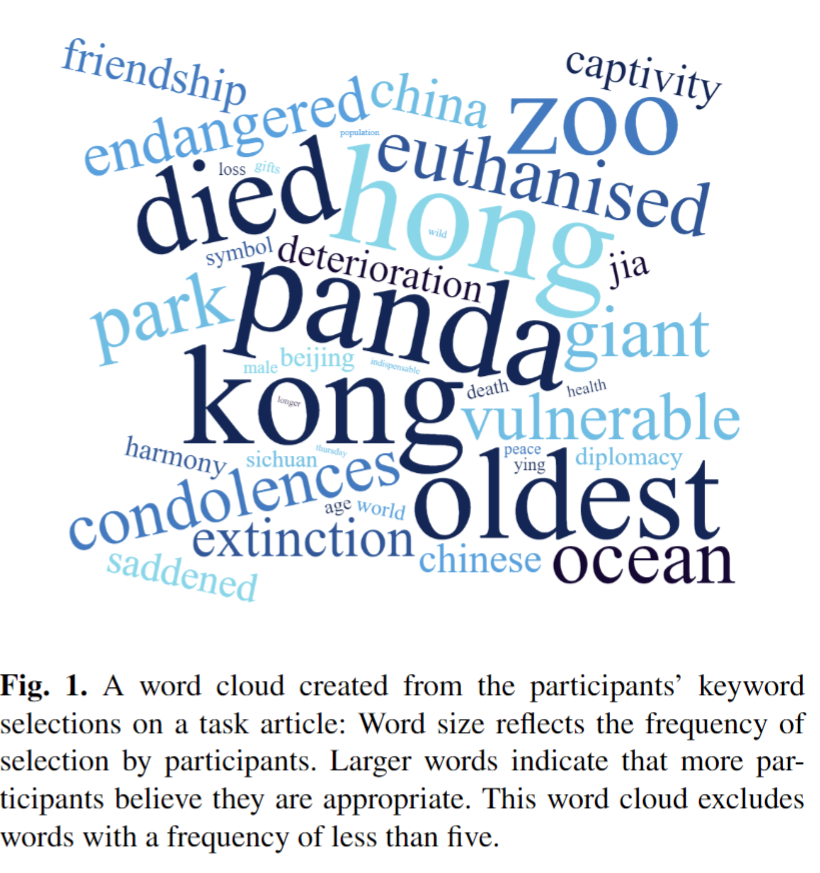 friendship
captivity
endangered
china
zoo
population
euthanised
loss
gifts
died
hong
wild
symbol
deterioration
jia
park
panda
giant
male
beijing
indispensable
kong
longer
death
health
vulnerable
harmony
sichuan
thursday
peace
ying
diplomacy
condolences
age
world
oldest
extinction
chinese
ocean
saddened
Fig. 1. A word cloud created from the participants’ keyword
selections on a task article: Word size reflects the frequency of
selection by participants. Larger words indicate that more par-
ticipants believe they are appropriate. This word cloud excludes
words with a frequency of less than five.